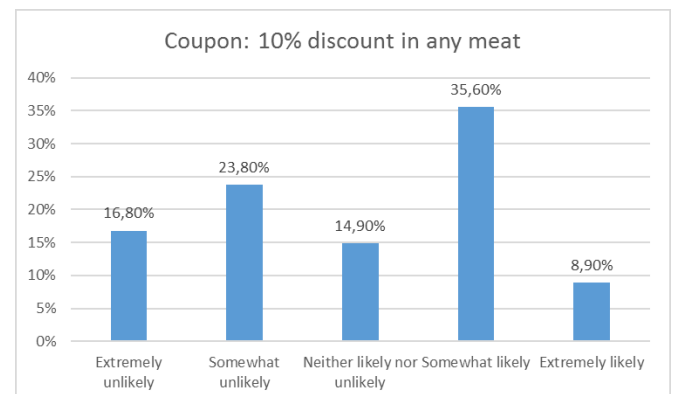 Coupon: 10% discount in any meat
40%
35%
30%
25%
20%
15%
10%
5%
0%
16,80%
23,80%
14,90%
35,60%
8,90%
Extremely
unlikely
Somewhat
unlikely
Neither likely nor
unlikely
Somewhat likely
Extremely likely